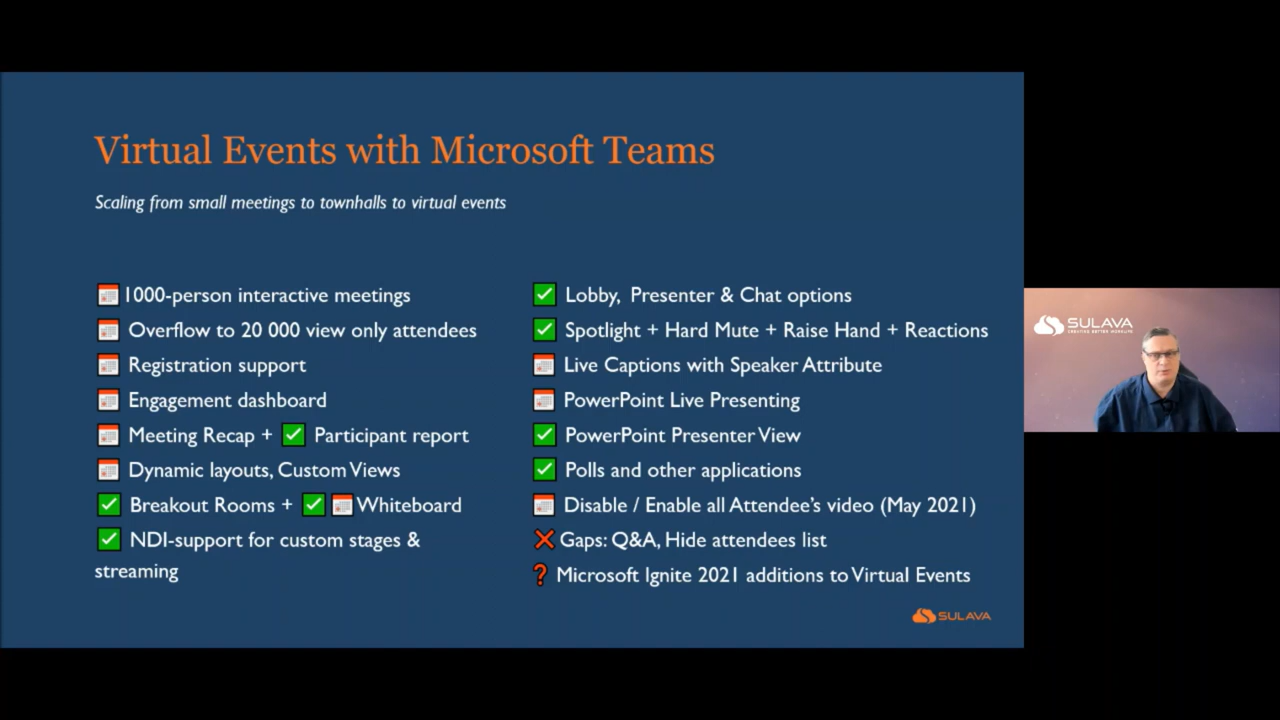 Virtual Events with Microsoft Teams
Scaling from small meetings to townhalls to virtual events
1000-person interactive meetings
Overflow to 20 000 view only attendees
Registration support
Engagement dashboard
Meeting Recap + ✅ Participant report
Dynamic layouts, Custom Views
Breakout Rooms + ✅ Whiteboard
NDI-support for custom stages &
streaming
Lobby, Presenter & Chat options
Spotlight + Hard Mute + Raise Hand + Reactions
Live Captions with Speaker Attribute
PowerPoint Live Presenting
PowerPoint Presenter View
Polls and other applications
Disable / Enable all Attendee's video (May 2021)
Gaps: Q&A, Hide attendees list
Microsoft Ignite 2021 additions to Virtual Events
SULAVA
SULAVA